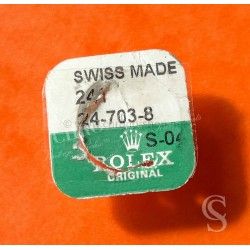 SWISS MADE
24-703-8
S-04
ROLEX
ORIGINAL
S